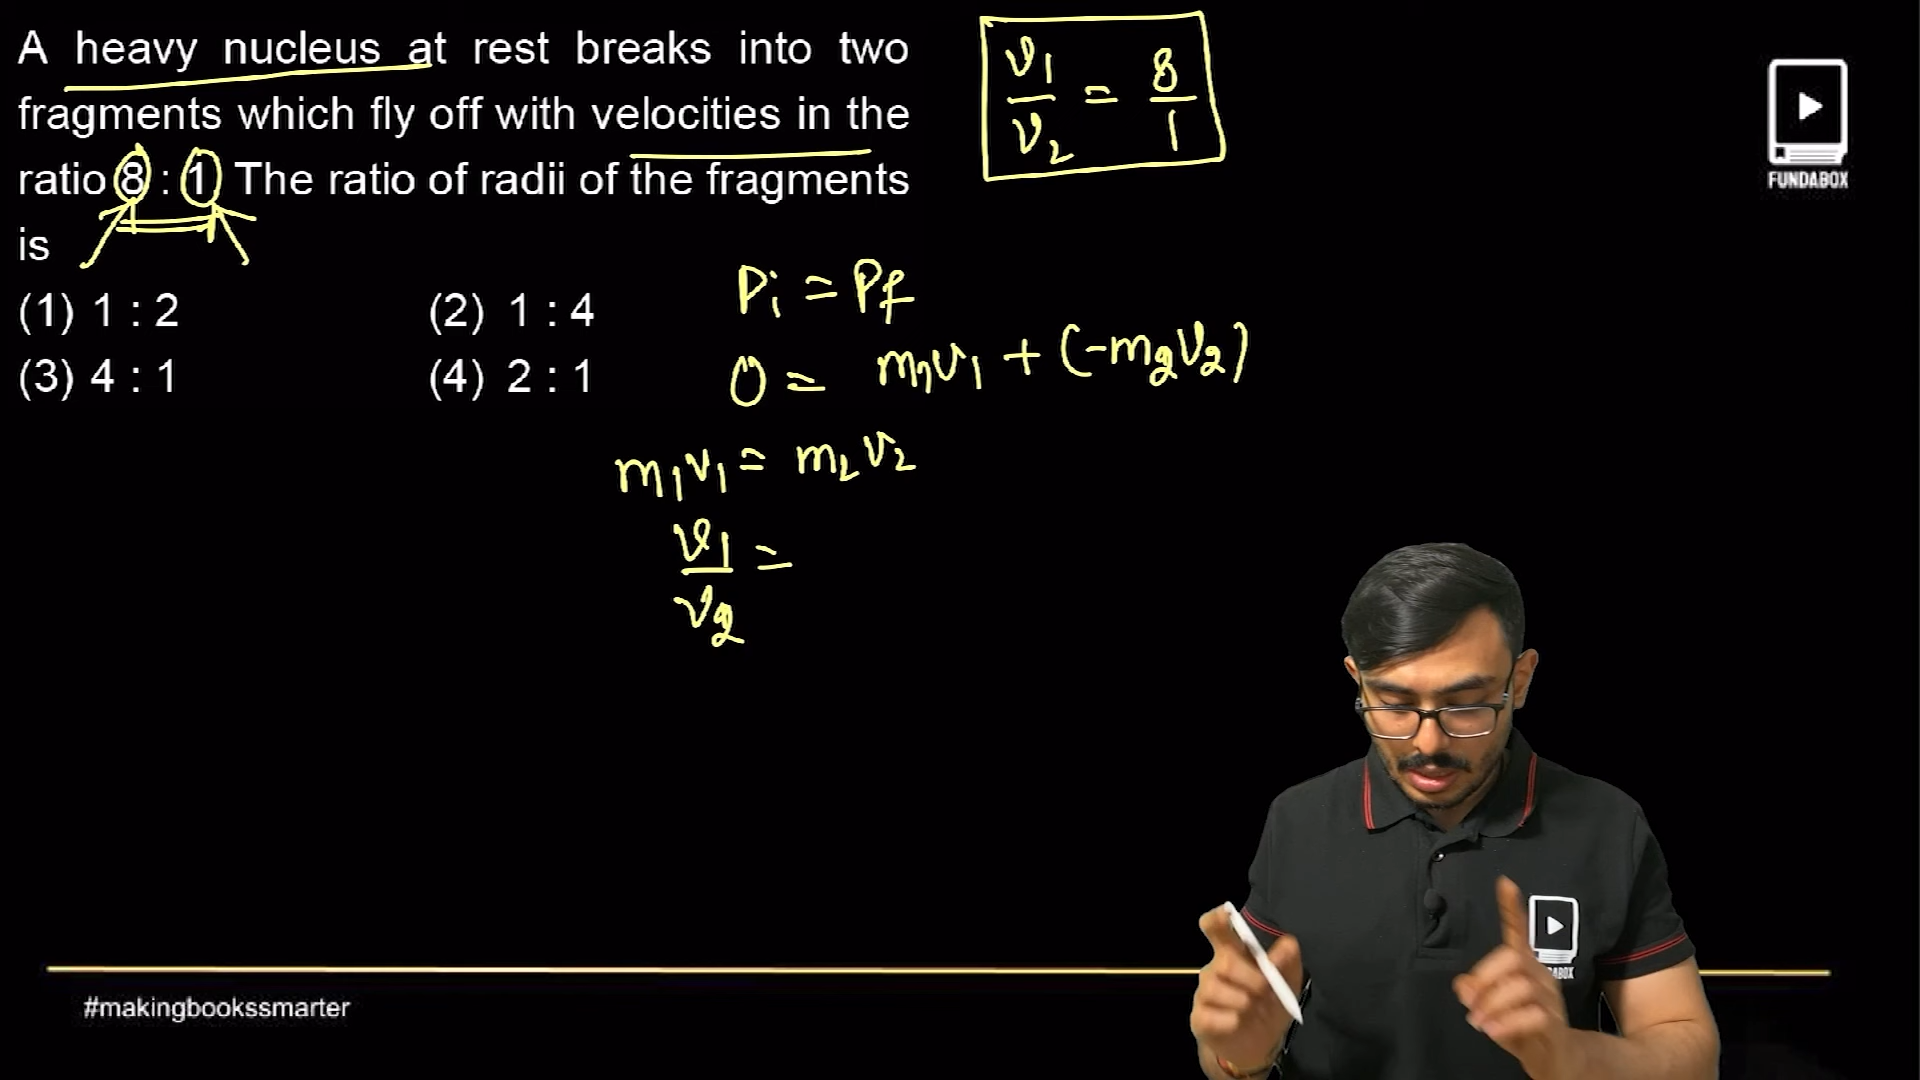 A heavy nucleus at rest breaks into two
fragments which fly off with velocities in the
ratio 8 : 1 The ratio of radii of the fragments
is
(1) 1 : 2 (2) 1 : 4
(3) 4 : 1 (4) 2 : 1
v₁/v₂ = 8/1
Pi = Pf
0 = m₁v₁ + (-m₂v₂)
m₁v₁ = m₂v₂
v₁/v₂ =
FUNDABOX
#makingbookssmarter